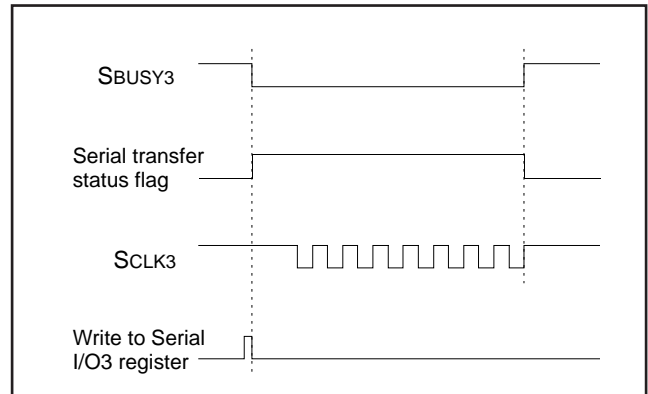 SBUSY3
Serial transfer
status flag
SCLK3
Write to Serial
I/O3 register